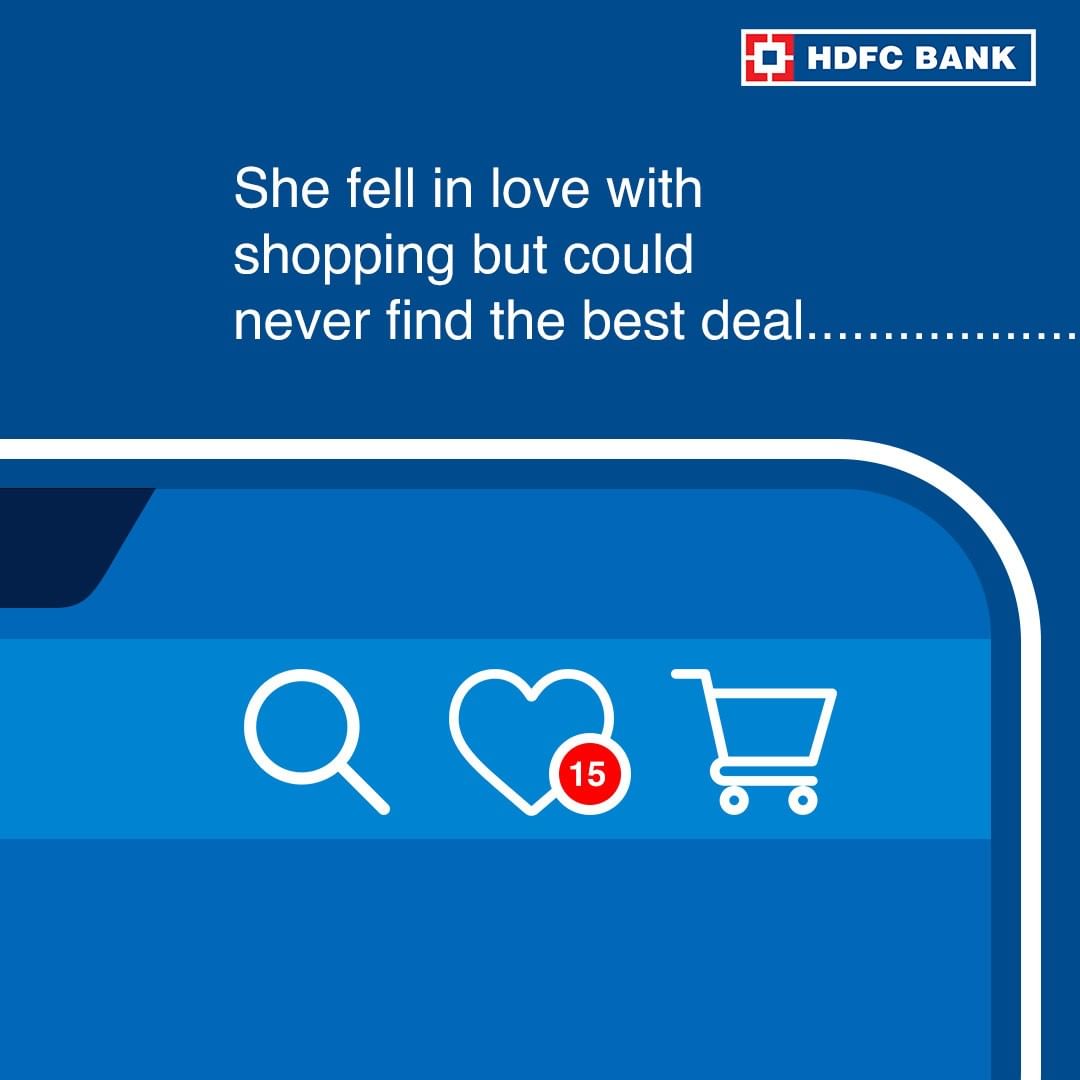 HDFC BANK
She fell in love with
shopping but could
never find the best deal..................
15